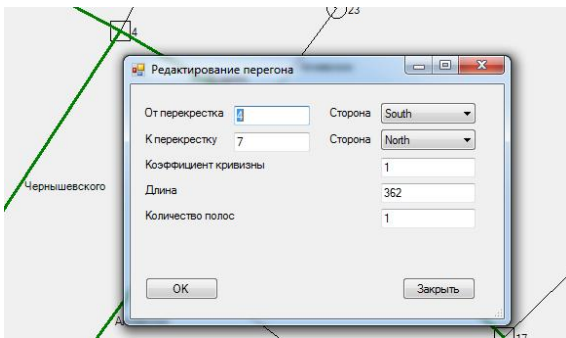 23
4
Редактирование перегона
От перекрестка 4 Сторона South
К перекрестку 7 Сторона North
Коэффициент кривизны 1
Чернышевского
Длина 362
Количество полос 1
OK Закрыть
17